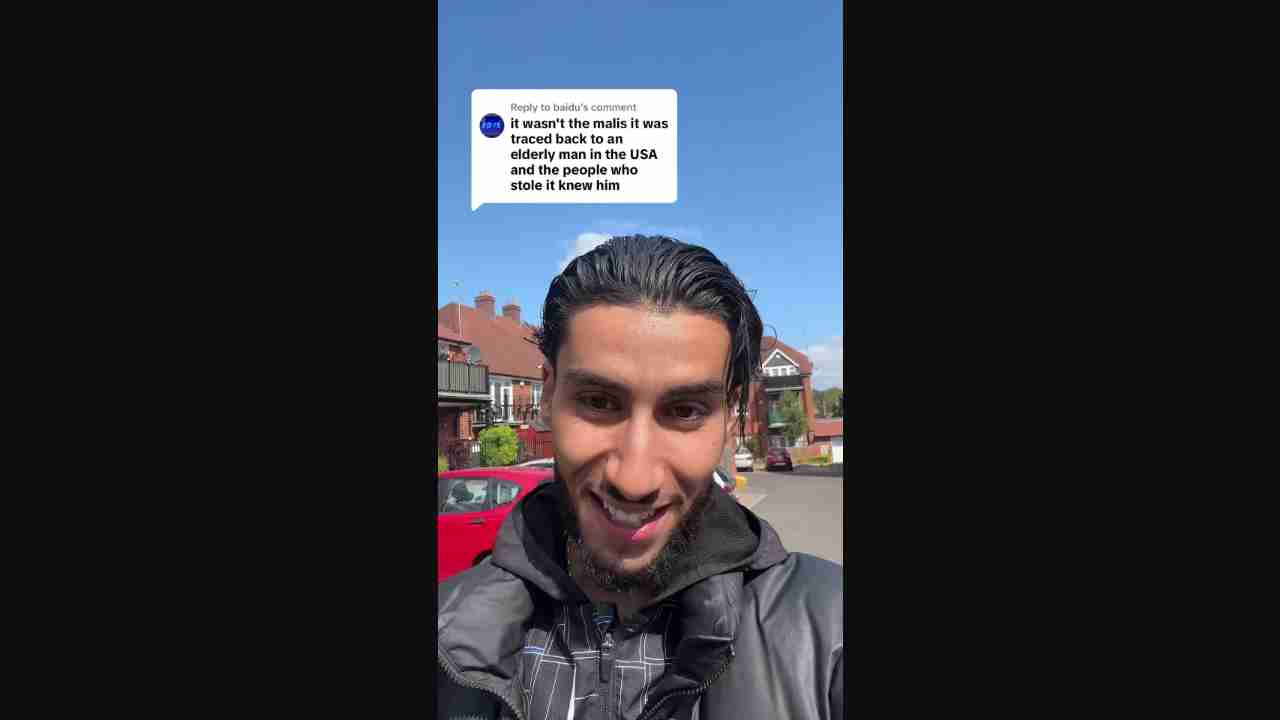 Reply to baidu's comment
it wasn't the malis it was
traced back to an
elderly man in the USA
and the people who
stole it knew him